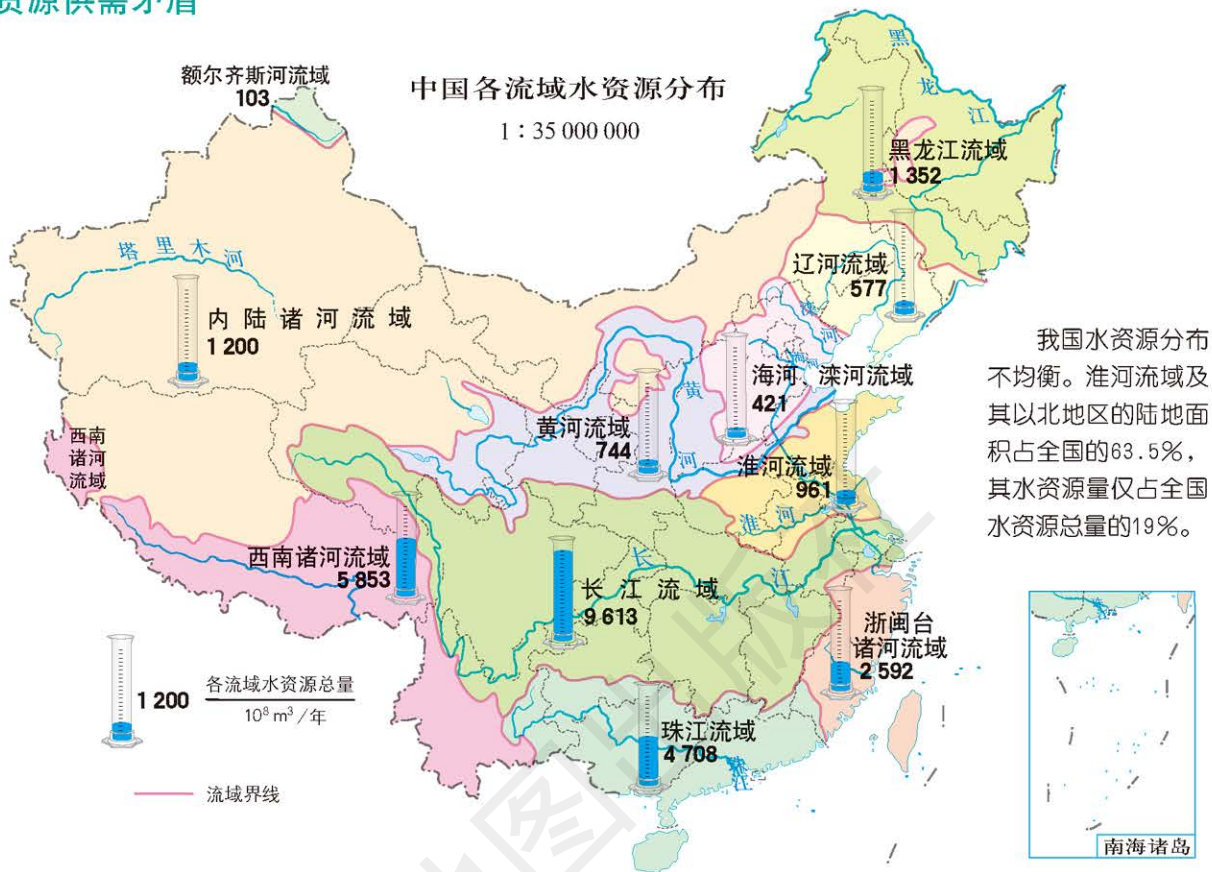 资源供需矛盾
中国各流域水资源分布
1：35 000 000
额尔齐斯河流域
103
黑龙江
黑龙江流域
1 352
塔里木河
内陆诸河流域
1 200
辽河流域
577
滦河
海河
海河、滦河流域
421
黄河
黄河流域
744
淮河流域
961
淮河
西南
诸河
流域
西南诸河流域
5 853
长江
长江流域
9 613
浙闽台
诸河流域
2 592
珠江流域
4 708
珠江
我国水资源分布
不均衡。淮河流域及
其以北地区的陆地面
积占全国的63.5%，
其水资源量仅占全国
水资源总量的19%。
1 200
各流域水资源总量
10⁸ m³/年
流域界线
南海诸岛